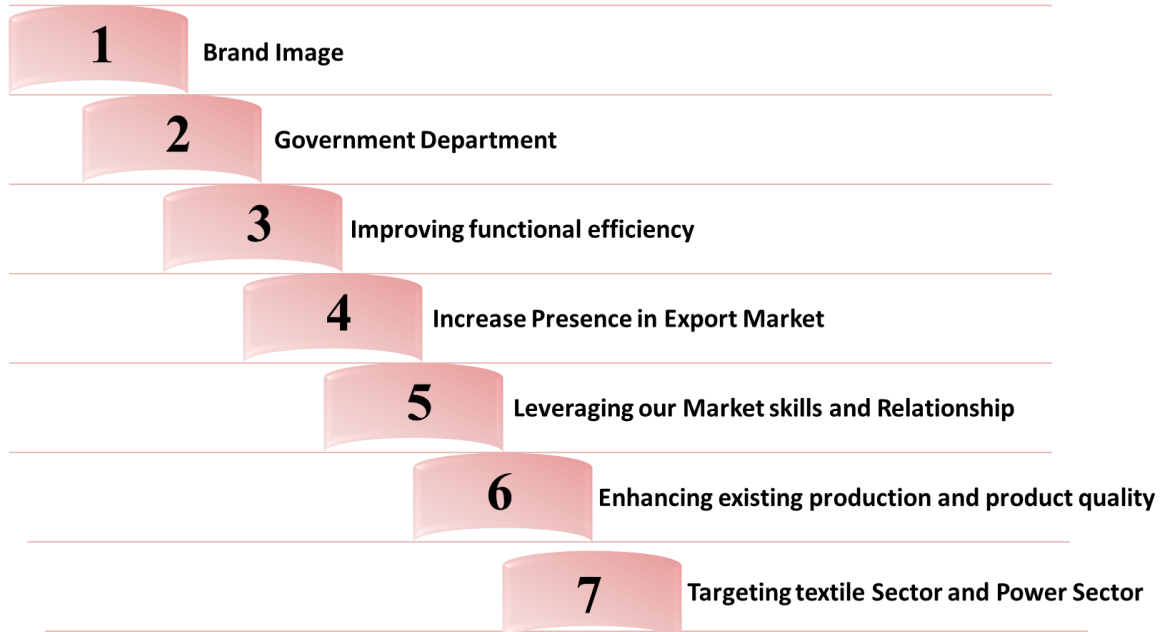 1 Brand Image
2 Government Department
3 Improving functional efficiency
4 Increase Presence in Export Market
5 Leveraging our Market skills and Relationship
6 Enhancing existing production and product quality
7 Targeting textile Sector and Power Sector